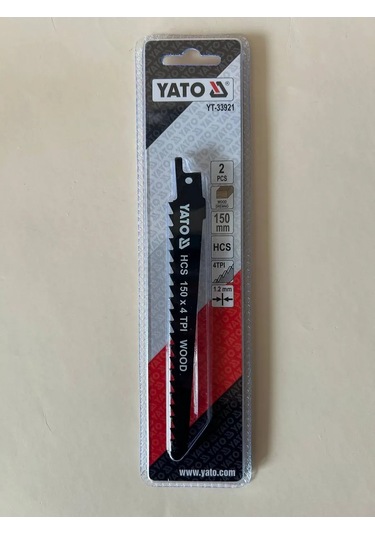 YATO
YT-33921
2
PCS
150
mm
HCS
4TPI
1.2 mm
YATO HCS 150 x 4 TPI WOOD
www.yato.com